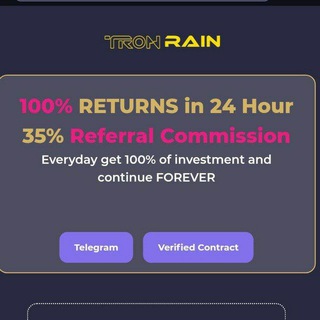 TRON RAIN
100% RETURNS in 24 Hour
35% Referral Commission
Everyday get 100% of investment and
continue FOREVER
Telegram
Verified Contract